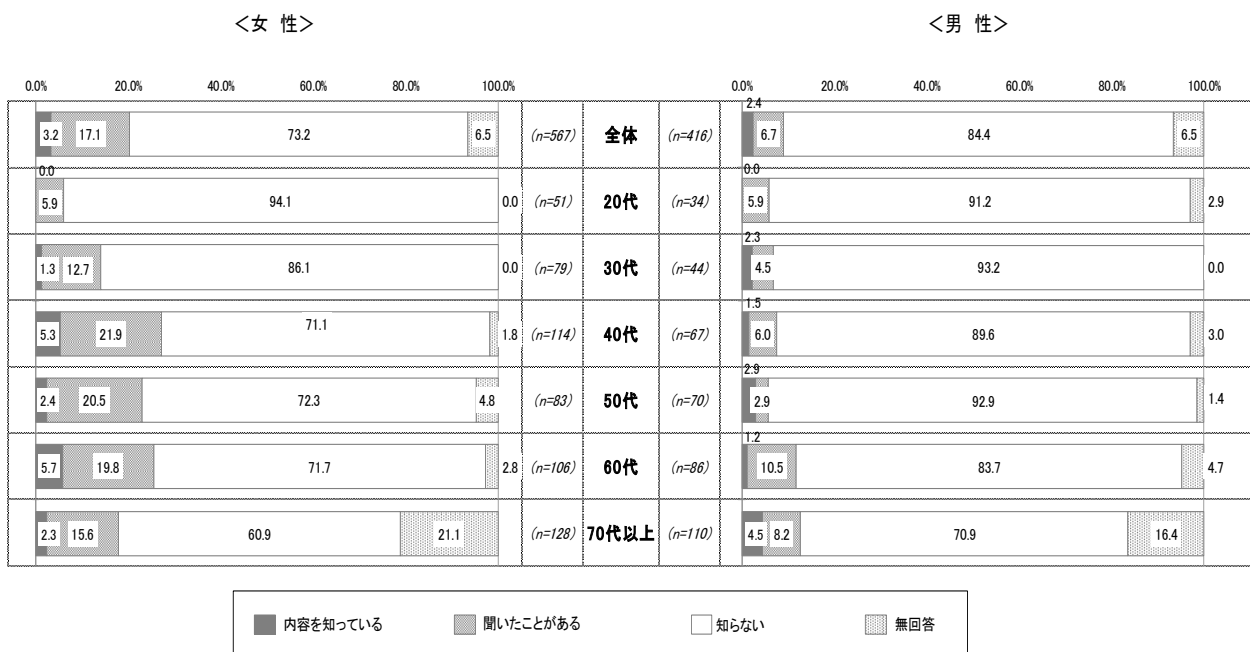 ＜女 性＞ ＜男 性＞
0.0% 20.0% 40.0% 60.0% 80.0% 100.0% 0.0% 20.0% 40.0% 60.0% 80.0% 100.0%
3.2 17.1 73.2 6.5 (n=567) 全体 (n=416) 2.4 6.7 84.4 6.5
0.0 5.9 94.1 0.0 (n=51) 20代 (n=34) 0.0 5.9 91.2 2.9
1.3 12.7 86.1 0.0 (n=79) 30代 (n=44) 2.3 4.5 93.2 0.0
5.3 21.9 71.1 1.8 (n=114) 40代 (n=67) 1.5 6.0 89.6 3.0
2.4 20.5 72.3 4.8 (n=83) 50代 (n=70) 2.9 2.9 92.9 1.4
5.7 19.8 71.7 2.8 (n=106) 60代 (n=86) 1.2 10.5 83.7 4.7
2.3 15.6 60.9 21.1 (n=128) 70代以上 (n=110) 4.5 8.2 70.9 16.4
内容を知っている 聞いたことがある 知らない 無回答